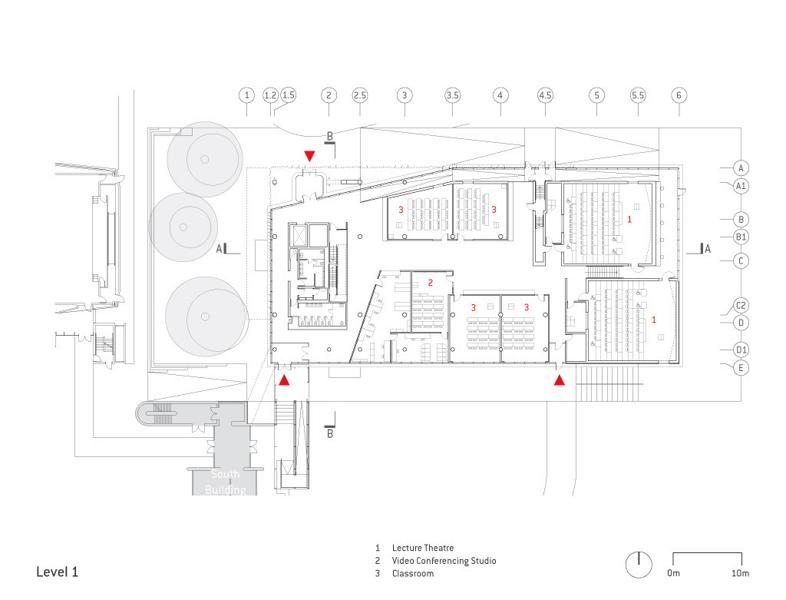 1 1.2 1.5 2 2.5 3 3.5 4 4.5 5 5.5 6
B
A
A1
3 3 1
B
A A
B1
C
2
C2
3 3
1
D
D1
E
B
South
Building
1 Lecture Theatre
2 Video Conferencing Studio
3 Classroom
Level 1
0m 10m